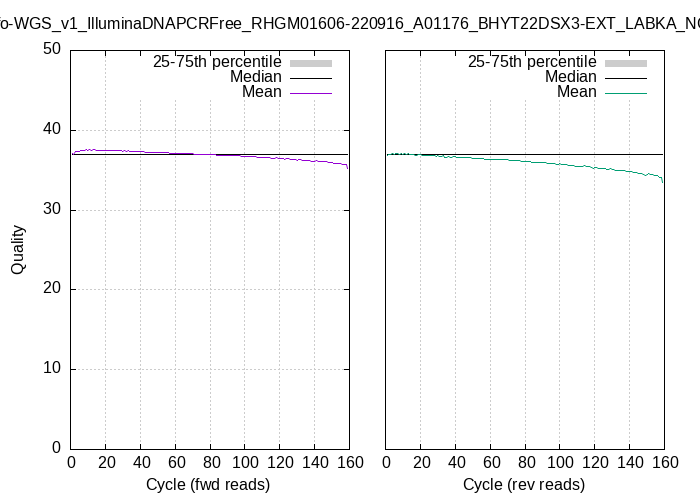 o-WGS_v1_IlluminaDNAPCRFree_RHGM01606-220916_A01176_BHYT22DSX3-EXT_LABKA_NG
25-75th percentile
Median
Mean
25-75th percentile
Median
Mean
50
40
30
20
10
0
Quality
0 20 40 60 80 100 120 140 160
0 20 40 60 80 100 120 140 160
Cycle (fwd reads)
Cycle (rev reads)